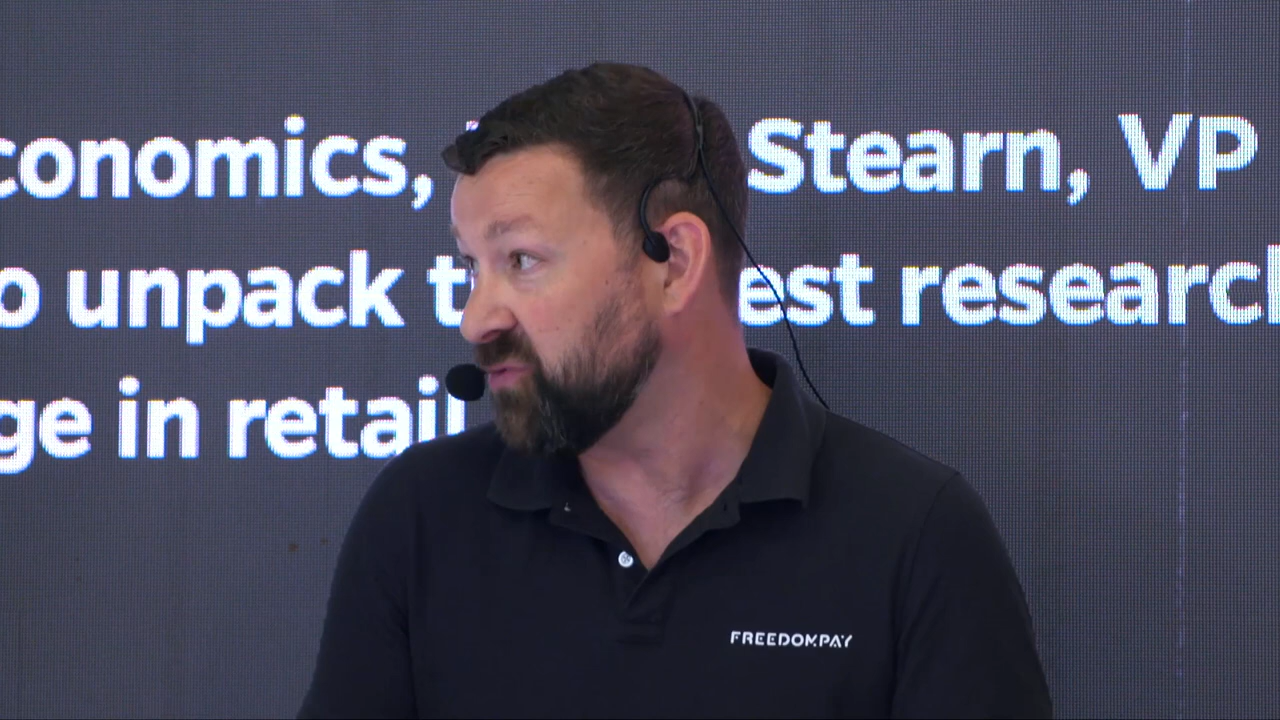 conomics, Stearn, VP
o unpack t est research
ge in retail
FREEDOMPAY